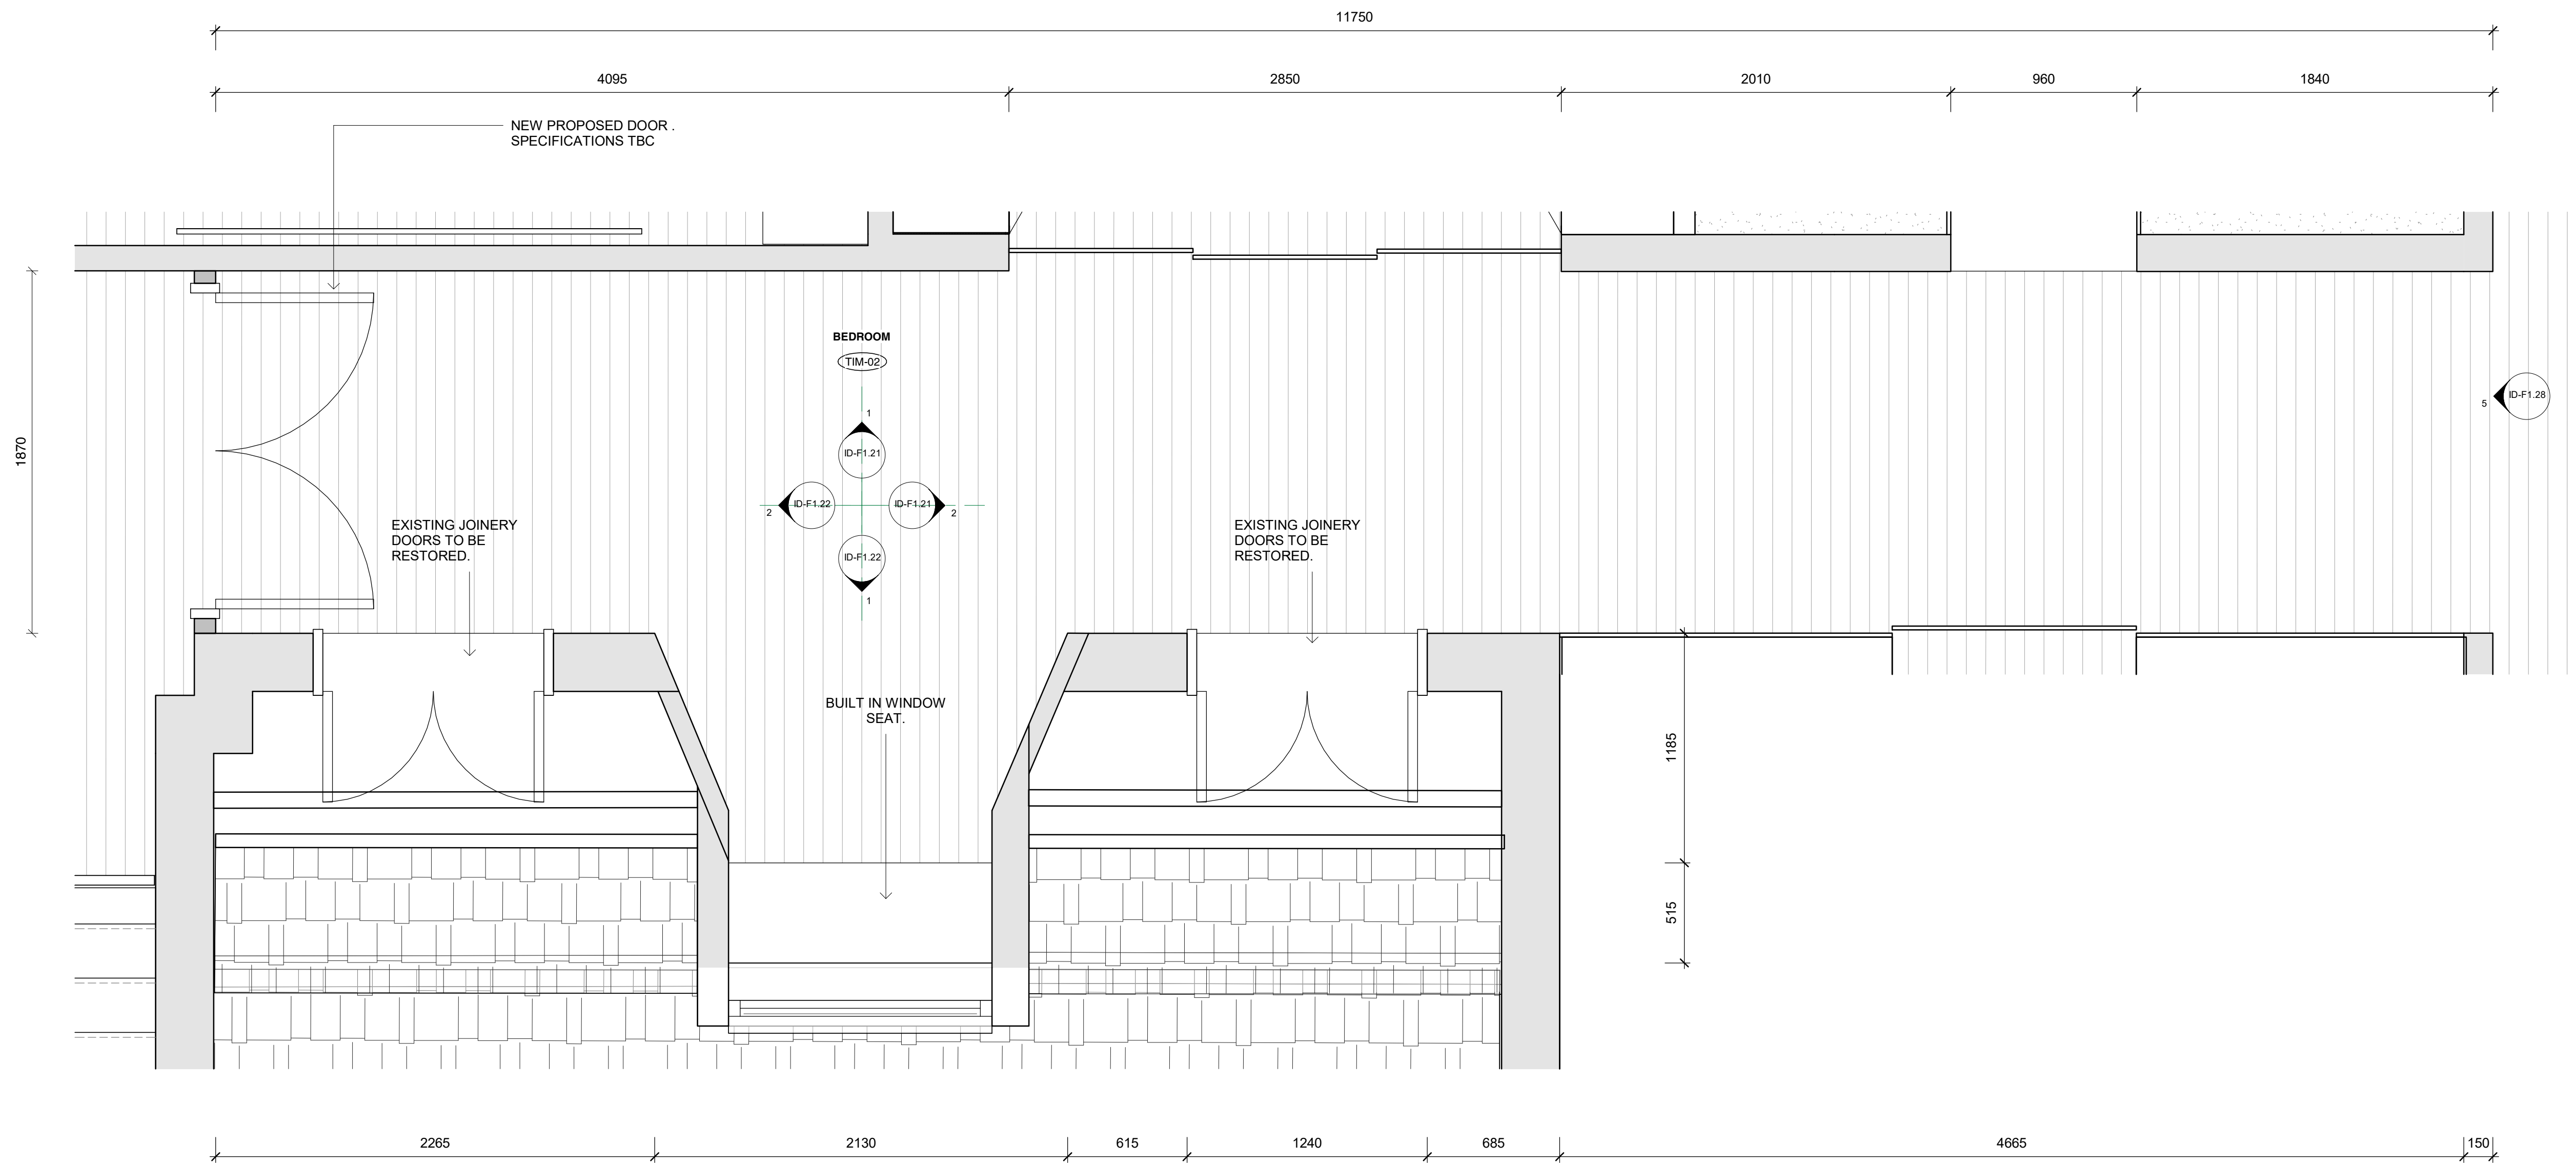 11750
4095
2850
2010
960
1840
NEW PROPOSED DOOR .
SPECIFICATIONS TBC
BEDROOM
TIM-02
1
ID-F1.21
ID-F1.22
2
ID-F1.21
2
ID-F1.22
1
5
ID-F1.28
1870
EXISTING JOINERY
DOORS TO BE
RESTORED.
EXISTING JOINERY
DOORS TO BE
RESTORED.
BUILT IN WINDOW
SEAT.
1185
515
2265
2130
615
1240
685
4665
150